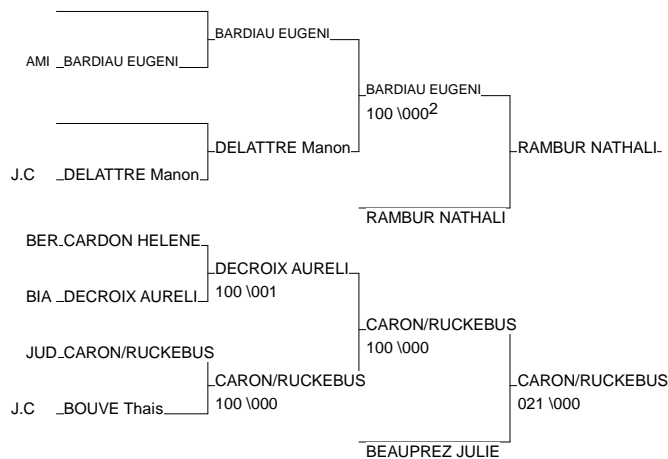 BARDIAU EUGENI
AMI BARDIAU EUGENI
BARDIAU EUGENI
100 \000²
DELATTRE Manon
RAMBUR NATHALI
J.C DELATTRE Manon
RAMBUR NATHALI
BER CARDON HELENE
DECROIX AURELI
100 \001
BIA DECROIX AURELI
CARON/RUCKEBUS
100 \000
JUD CARON/RUCKEBUS
CARON/RUCKEBUS
100 \000
CARON/RUCKEBUS
021 \000
J.C BOUVE Thais
BEAUPREZ JULIE